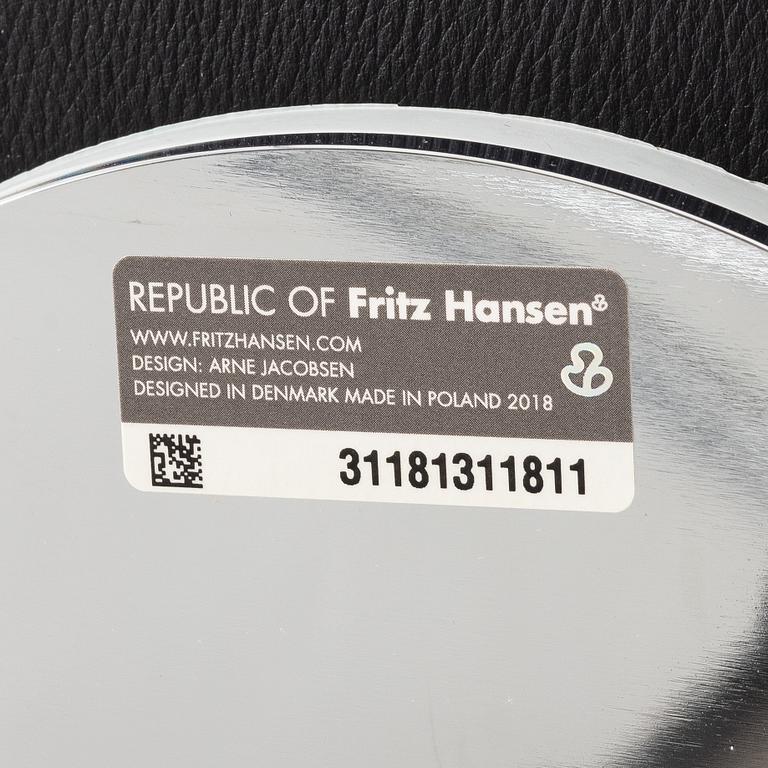 REPUBLIC OF Fritz Hansen
WWW.FRITZHANSEN.COM
DESIGN: ARNE JACOBSEN
DESIGNED IN DENMARK MADE IN POLAND 2018
31181311811